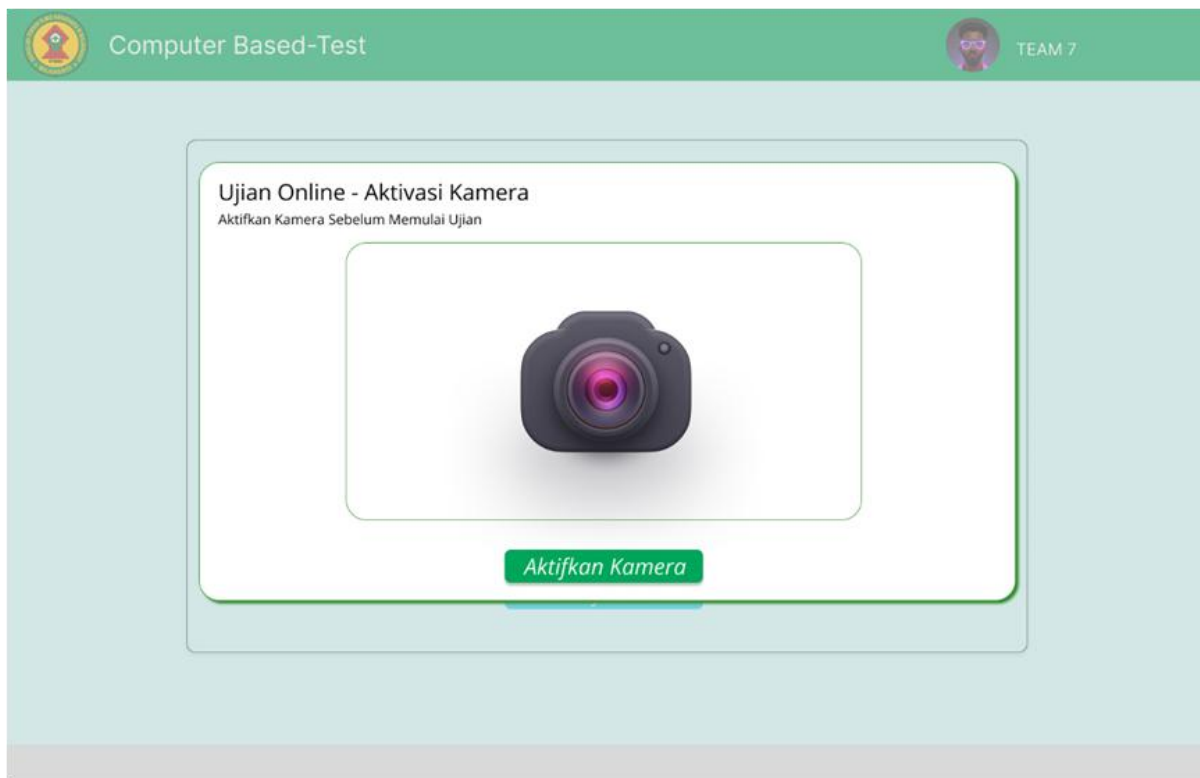 Computer Based-Test
TEAM 7
Ujian Online - Aktivasi Kamera
Aktifkan Kamera Sebelum Memulai Ujian
Aktifkan Kamera